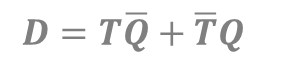 D = TQ̅ + T̅Q